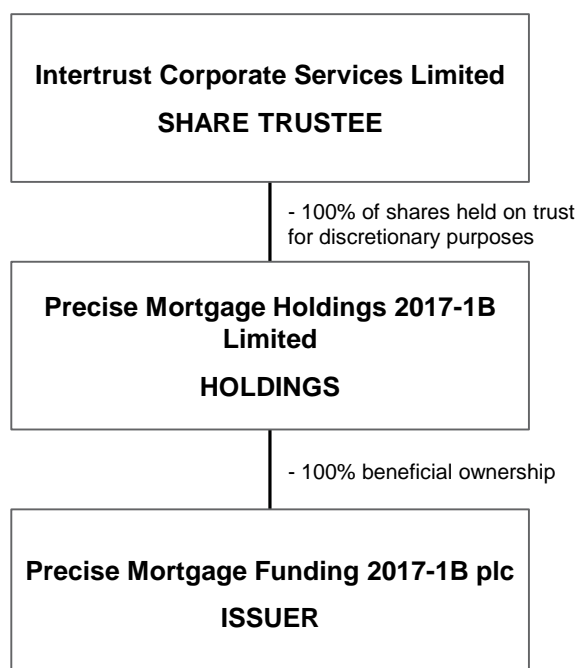 Intertrust Corporate Services Limited
SHARE TRUSTEE
- 100% of shares held on trust
for discretionary purposes
Precise Mortgage Holdings 2017-1B
Limited
HOLDINGS
- 100% beneficial ownership
Precise Mortgage Funding 2017-1B plc
ISSUER